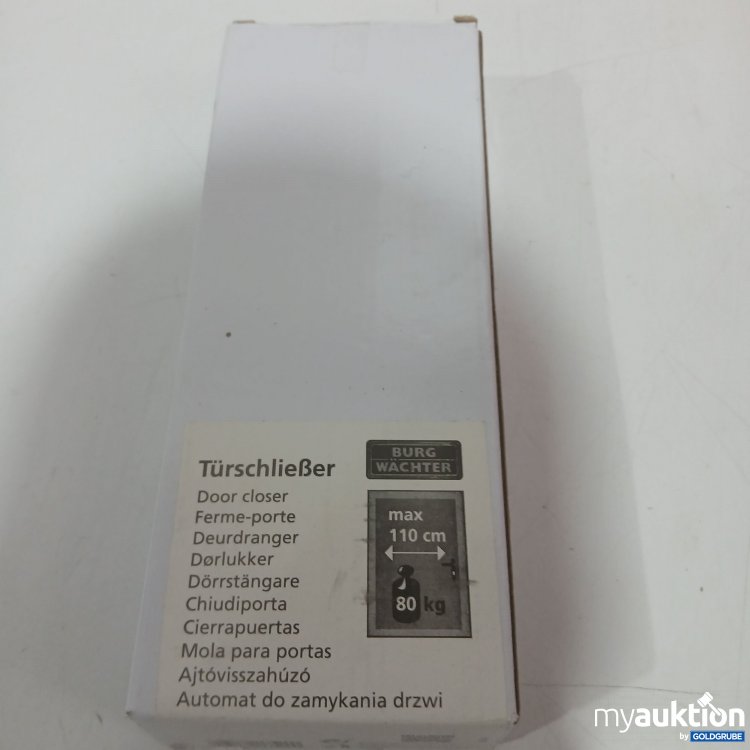 Türschließer
BURG
WÄCHTER
Door closer
Ferme-porte
Deurdranger
Dørlukker
Dörrstängare
Chiudiporta
Cierrapuertas
Mola para portas
Ajtóvisszahúzó
Automat do zamykania drzwi
max
110 cm
80 kg
myauktion
by GOLDGRUBE